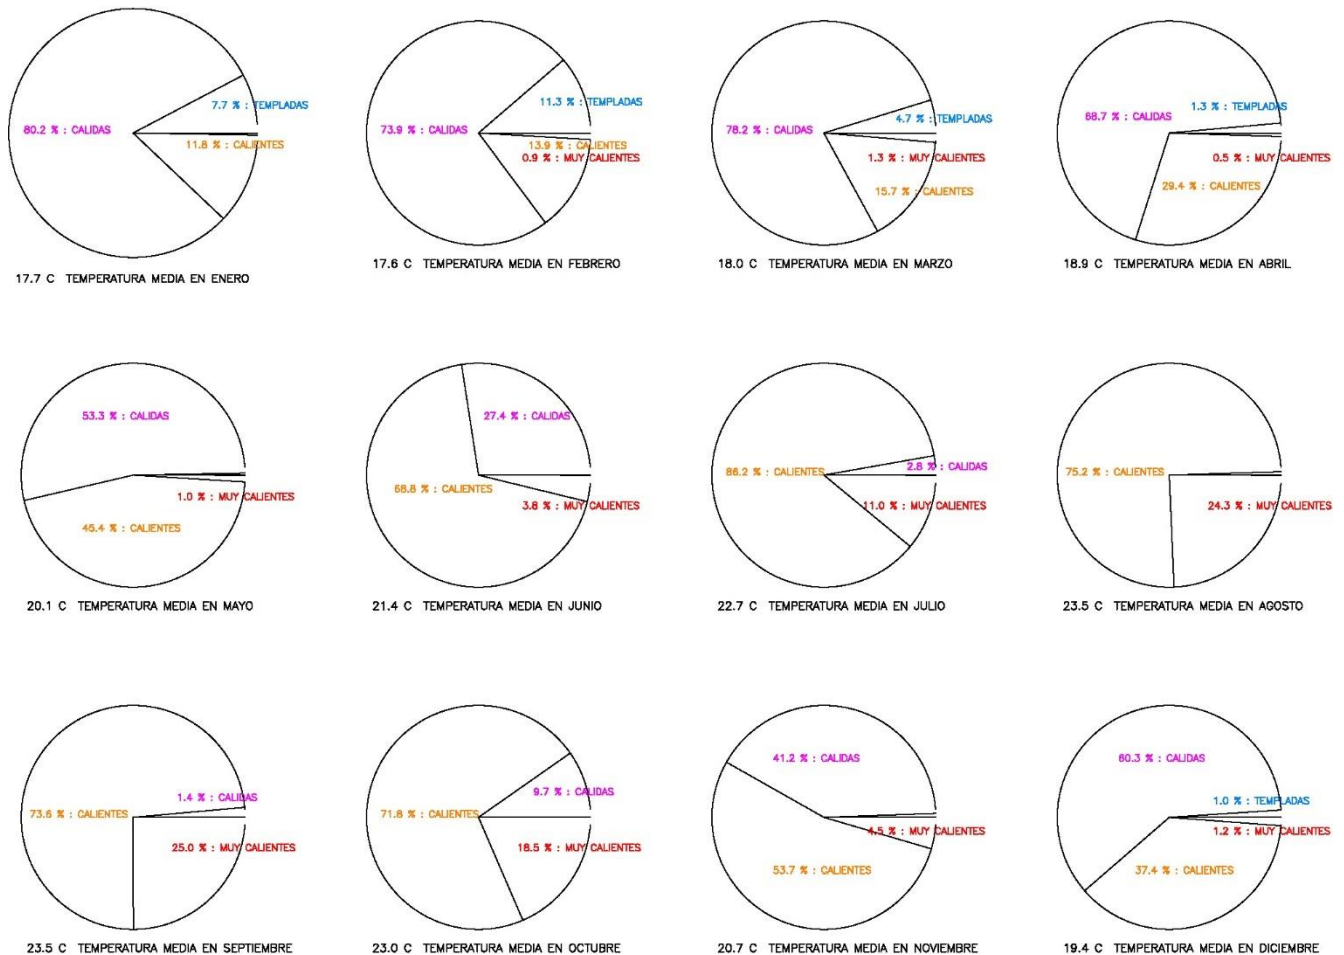 7.7 % : TEMPLADAS
80.2 % : CALIDAS
11.8 % : CALIENTES
17.7 C TEMPERATURA MEDIA EN ENERO
11.3 % : TEMPLADAS
73.9 % : CALIDAS
13.9 % : CALIENTES
0.9 % : MUY CALIENTES
17.6 C TEMPERATURA MEDIA EN FEBRERO
4.7 % : TEMPLADAS
78.2 % : CALIDAS
1.3 % : MUY CALIENTES
15.7 % : CALIENTES
18.0 C TEMPERATURA MEDIA EN MARZO
1.3 % : TEMPLADAS
68.7 % : CALIDAS
0.5 % : MUY CALIENTES
29.4 % : CALIENTES
18.9 C TEMPERATURA MEDIA EN ABRIL
53.3 % : CALIDAS
1.0 % : MUY CALIENTES
45.4 % : CALIENTES
20.1 C TEMPERATURA MEDIA EN MAYO
27.4 % : CALIDAS
68.8 % : CALIENTES
3.8 % : MUY CALIENTES
21.4 C TEMPERATURA MEDIA EN JUNIO
2.8 % : CALIDAS
86.2 % : CALIENTES
11.0 % : MUY CALIENTES
22.7 C TEMPERATURA MEDIA EN JULIO
75.2 % : CALIENTES
24.3 % : MUY CALIENTES
23.5 C TEMPERATURA MEDIA EN AGOSTO
1.4 % : CALIDAS
73.6 % : CALIENTES
25.0 % : MUY CALIENTES
23.5 C TEMPERATURA MEDIA EN SEPTIEMBRE
9.7 % : CALIDAS
71.8 % : CALIENTES
18.5 % : MUY CALIENTES
23.0 C TEMPERATURA MEDIA EN OCTUBRE
41.2 % : CALIDAS
4.5 % : MUY CALIENTES
53.7 % : CALIENTES
20.7 C TEMPERATURA MEDIA EN NOVIEMBRE
60.3 % : CALIDAS
1.0 % : TEMPLADAS
1.2 % : MUY CALIENTES
37.4 % : CALIENTES
19.4 C TEMPERATURA MEDIA EN DICIEMBRE